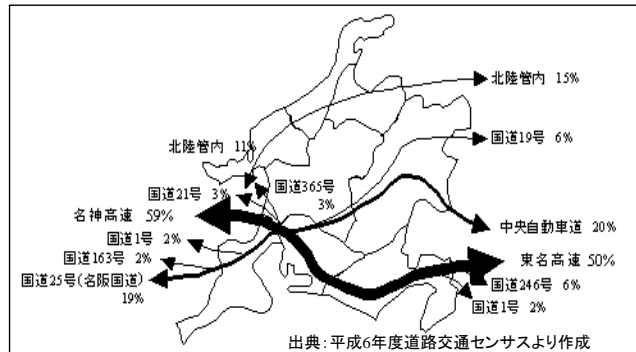 北陸管内 15%
国道19号 6%
北陸管内 11%
国道21号 3%
国道365号
3%
名神高速 59%
国道1号 2%
国道163号 2%
国道25号(名阪国道)
19%
中央自動車道 20%
東名高速 50%
国道246号 6%
国道1号 2%
出典：平成6年度道路交通センサスより作成